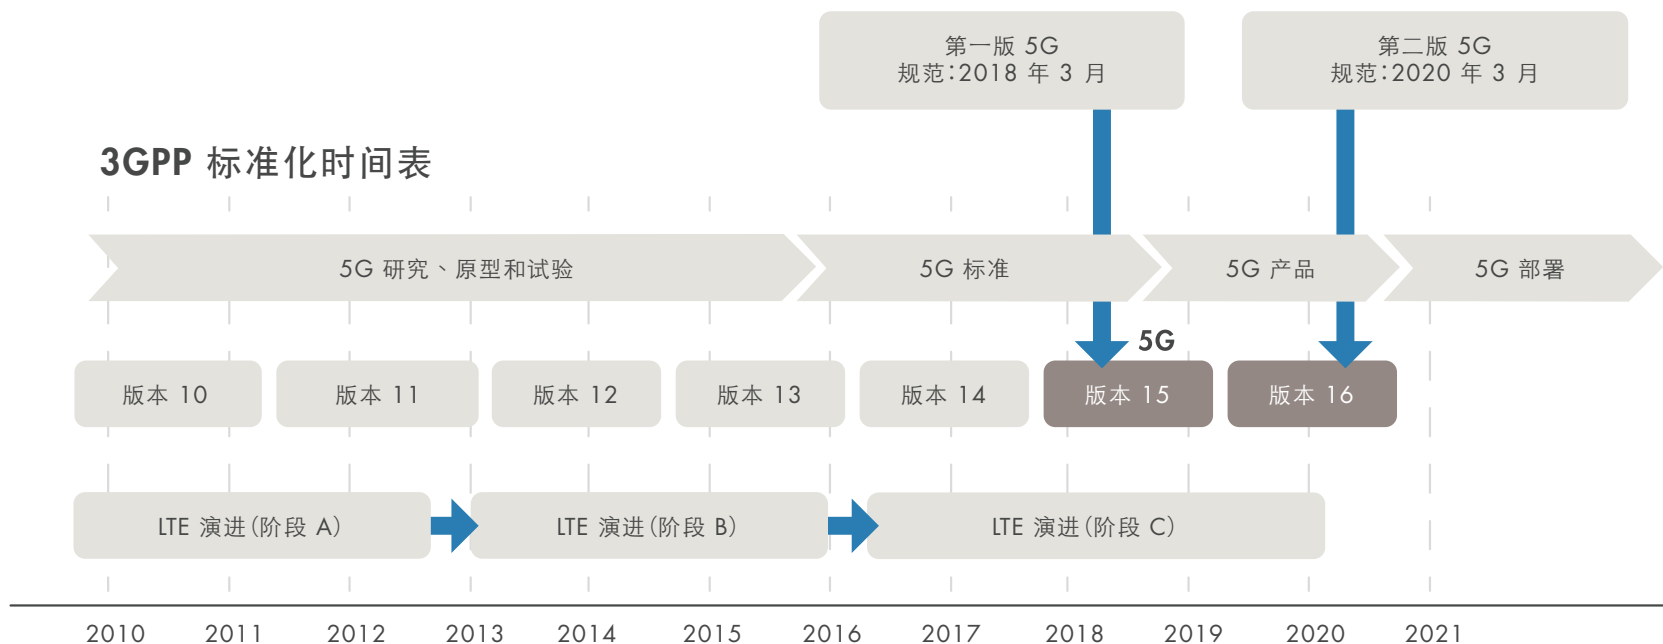 第一版 5G
规范:2018 年 3 月
第二版 5G
规范:2020 年 3 月
3GPP 标准化时间表
5G 研究、原型和试验
5G 标准
5G 产品
5G 部署
5G
版本 10
版本 11
版本 12
版本 13
版本 14
版本 15
版本 16
LTE 演进(阶段 A)
LTE 演进(阶段 B)
LTE 演进(阶段 C)
2010 2011 2012 2013 2014 2015 2016 2017 2018 2019 2020 2021